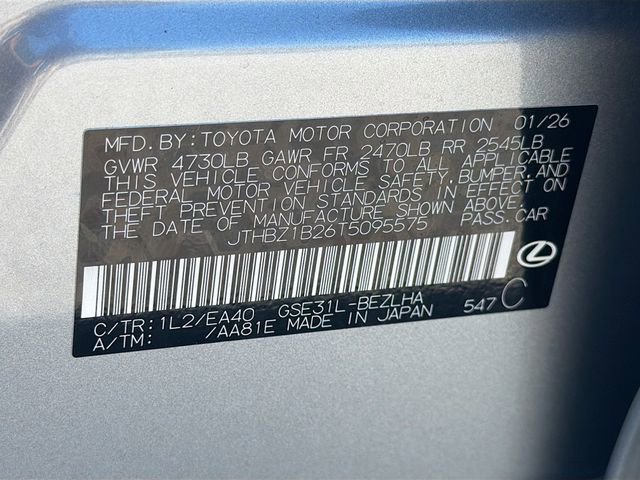 MFD. BY: TOYOTA MOTOR CORPORATION 01/26
GVWR 4730LB GAWR FR 2470LB RR 2545LB
THIS VEHICLE CONFORMS TO ALL APPLICABLE
FEDERAL MOTOR VEHICLE SAFETY, BUMPER, AND
THEFT PREVENTION STANDARDS IN EFFECT ON
THE DATE OF MANUFACTURE SHOWN ABOVE.
JTHBZ1B26T5095575 PASS. CAR
C/TR: 1L2/EA40 GSE31L-BEZLHA 547 C
A/TM: /AA81E MADE IN JAPAN